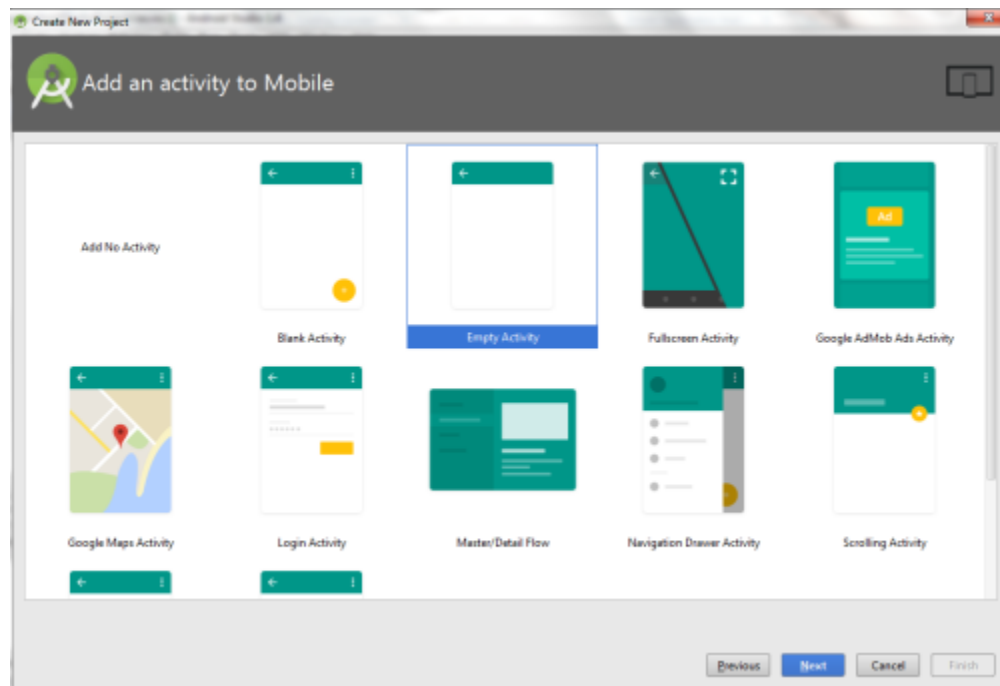 Create New Project
Add an activity to Mobile
Add No Activity
Blank Activity
Empty Activity
Fullscreen Activity
Ad
Google AdMob Ads Activity
Google Maps Activity
Login Activity
Master/Detail Flow
Navigation Drawer Activity
Scrolling Activity
Previous
Next
Cancel
Finish